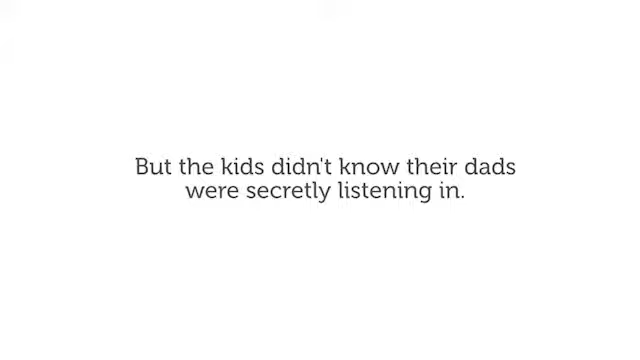 But the kids didn't know their dads
were secretly listening in.